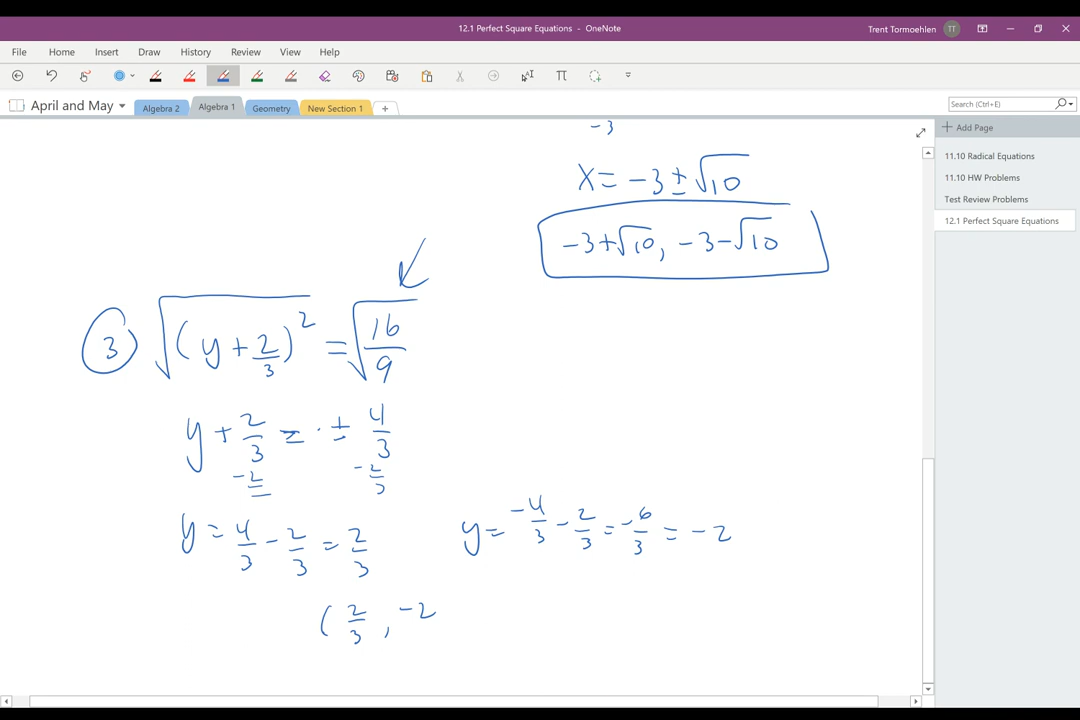 12.1 Perfect Square Equations - OneNote
Trent Tormoehlen TT
File Home Insert Draw History Review View Help
April and May Algebra 2 Algebra 1 Geometry New Section 1 +
Search (Ctrl+E)
+ Add Page
11.10 Radical Equations
11.10 HW Problems
Test Review Problems
12.1 Perfect Square Equations
-3
x = -3 ± √10
-3+√10, -3-√10
3 √(y + 2/3)² = √16/9
y + 2/3 = · ± 4/3
-2/ -2/3
y = 4/3 - 2/3 = 2/3
y = -4/3 - 2/3 = -6/3 = -2
( 2/3 , -2